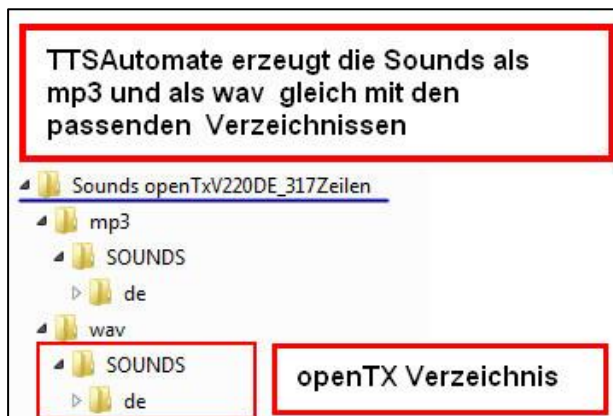 TTSAutomate erzeugt die Sounds als
mp3 und als wav gleich mit den
passenden Verzeichnissen
Sounds openTxV220DE_317Zeilen
mp3
SOUNDS
de
wav
SOUNDS
de
openTX Verzeichnis